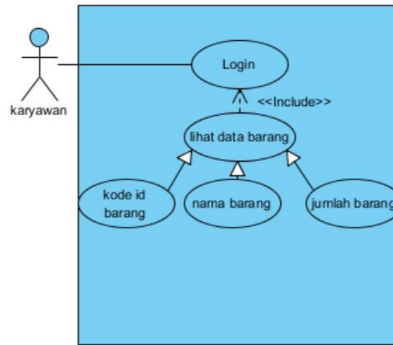 Login
karyawan
<<Include>>
lihat data barang
kode id
barang
nama barang
jumlah barang